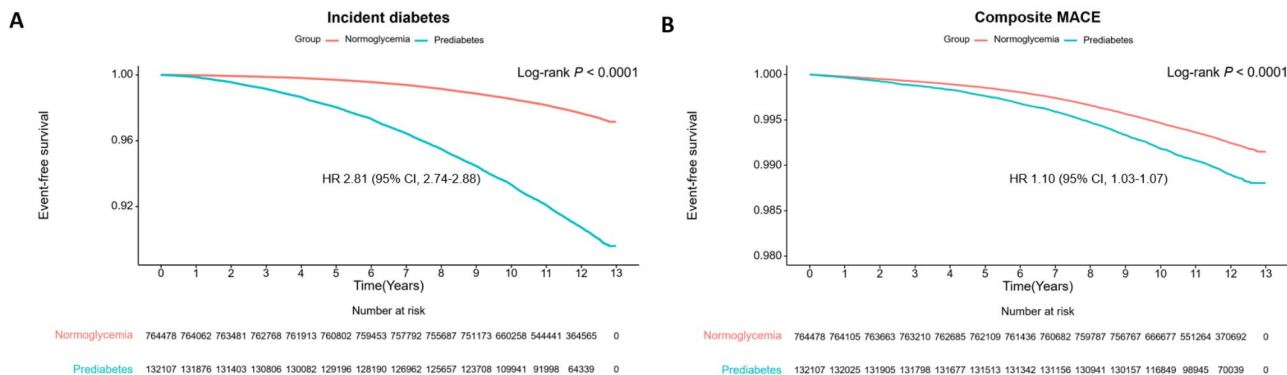 A
Incident diabetes
Group Normoglycemia Prediabetes
Log-rank P < 0.0001
1.00
0.96
0.92
Event-free survival
HR 2.81 (95% CI, 2.74-2.88)
0 1 2 3 4 5 6 7 8 9 10 11 12 13
Time(Years)
Number at risk
Normoglycemia 764478 764062 763481 762768 761913 760802 759453 757792 755687 751173 660258 544441 364565 0
Prediabetes 132107 131876 131403 130806 130082 129196 128190 126962 125657 123708 109941 91998 64339 0
B
Composite MACE
Group Normoglycemia Prediabetes
Log-rank P < 0.0001
1.000
0.995
0.990
0.985
0.980
Event-free survival
HR 1.10 (95% CI, 1.03-1.07)
0 1 2 3 4 5 6 7 8 9 10 11 12 13
Time(Years)
Number at risk
Normoglycemia 764478 764105 763663 763210 762685 762109 761436 760682 759787 756767 666677 551264 370692 0
Prediabetes 132107 132025 131905 131798 131677 131513 131342 131156 130941 130157 116849 98945 70039 0